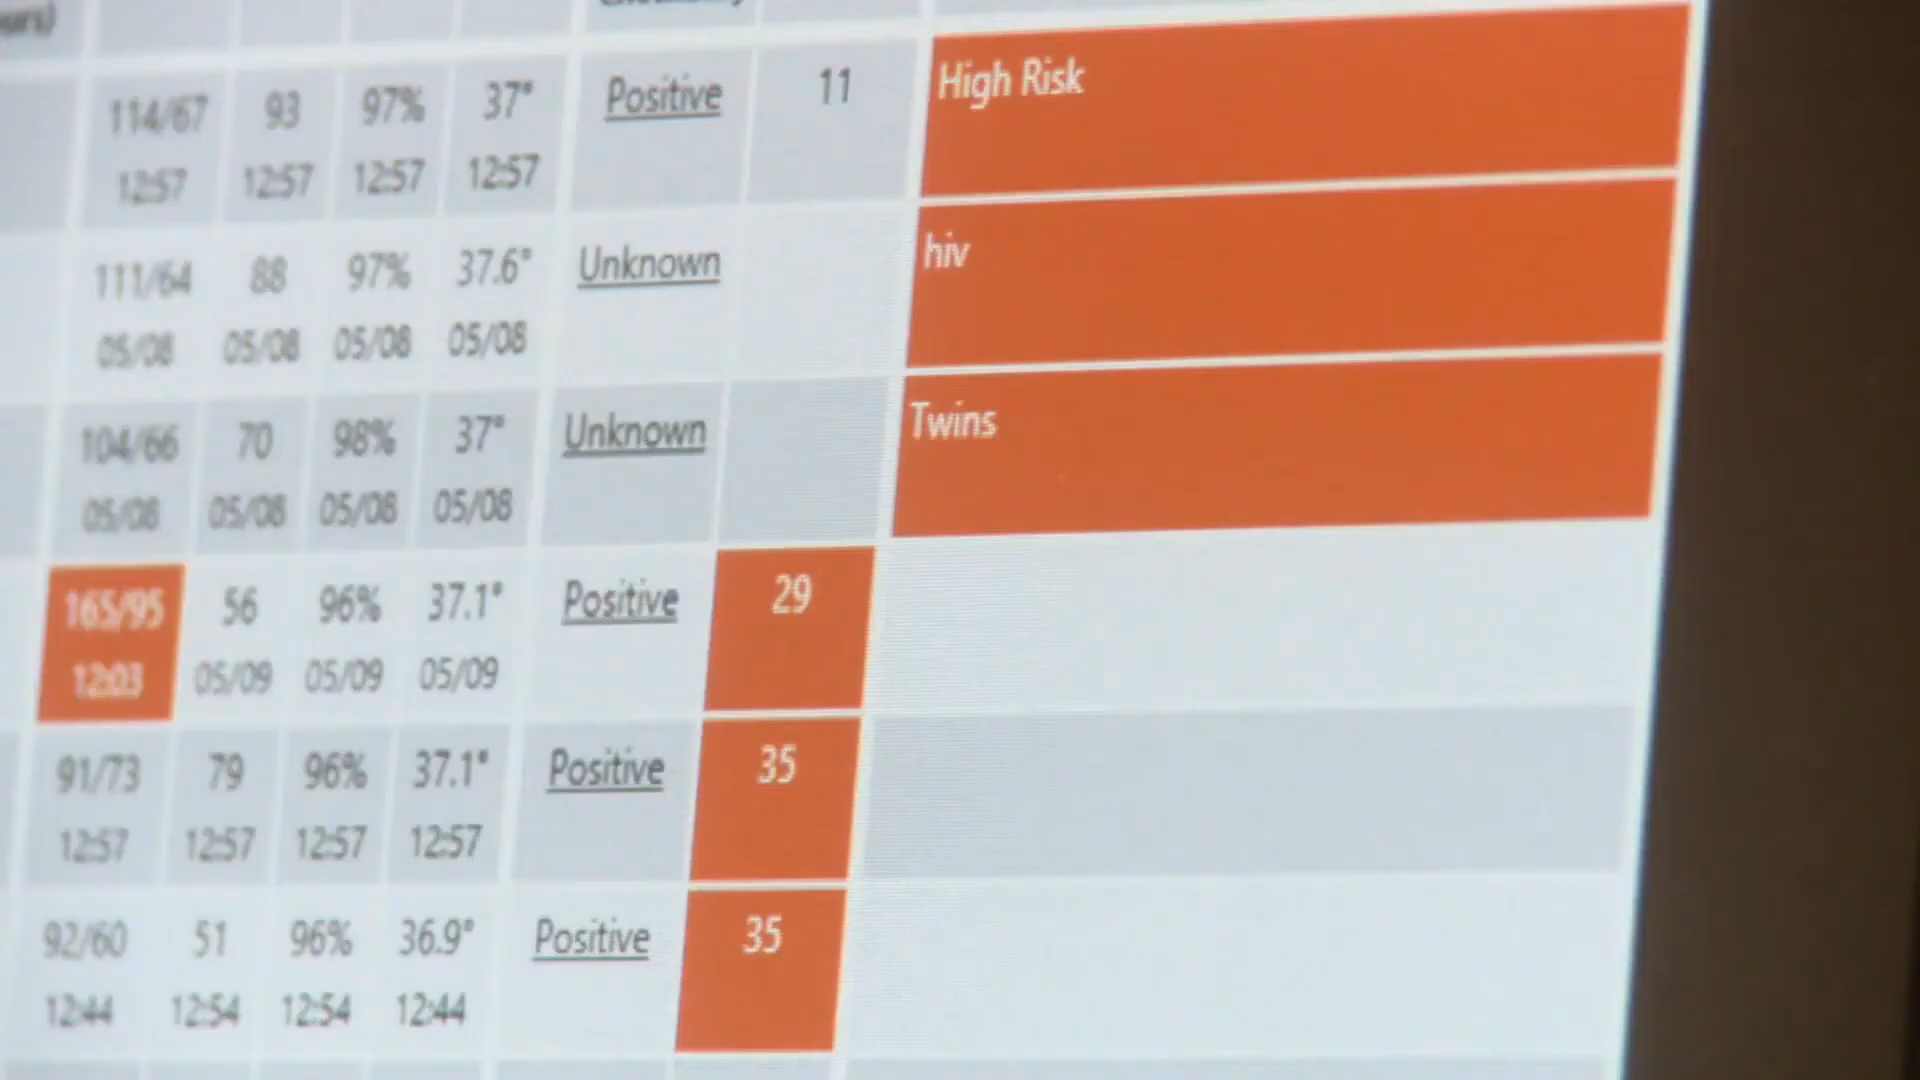 114/67 93 97% 37° Positive 11 High Risk
12:57 12:57 12:57 12:57
111/64 88 97% 37.6° Unknown hiv
05/08 05/08 05/08 05/08
104/66 70 98% 37° Unknown Twins
05/08 05/08 05/08 05/08
165/95 56 96% 37.1° Positive 29
12:03 05/09 05/09 05/09
91/73 79 96% 37.1° Positive 35
12:57 12:57 12:57 12:57
92/60 51 96% 36.9° Positive 35
12:44 12:54 12:54 12:44